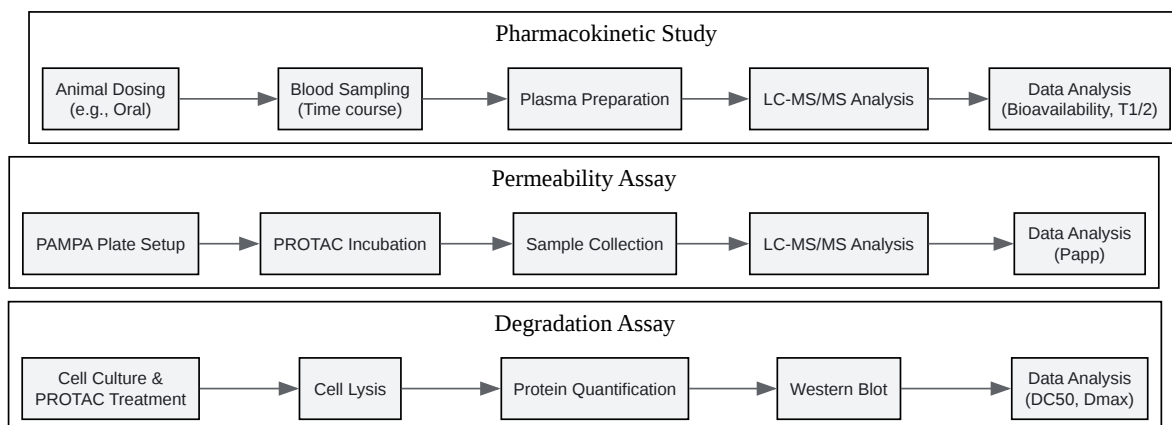 Pharmacokinetic Study
Animal Dosing
(e.g., Oral)
Blood Sampling
(Time course)
Plasma Preparation
LC-MS/MS Analysis
Data Analysis
(Bioavailability, T1/2)
Permeability Assay
PAMPA Plate Setup
PROTAC Incubation
Sample Collection
LC-MS/MS Analysis
Data Analysis
(Papp)
Degradation Assay
Cell Culture &
PROTAC Treatment
Cell Lysis
Protein Quantification
Western Blot
Data Analysis
(DC50, Dmax)